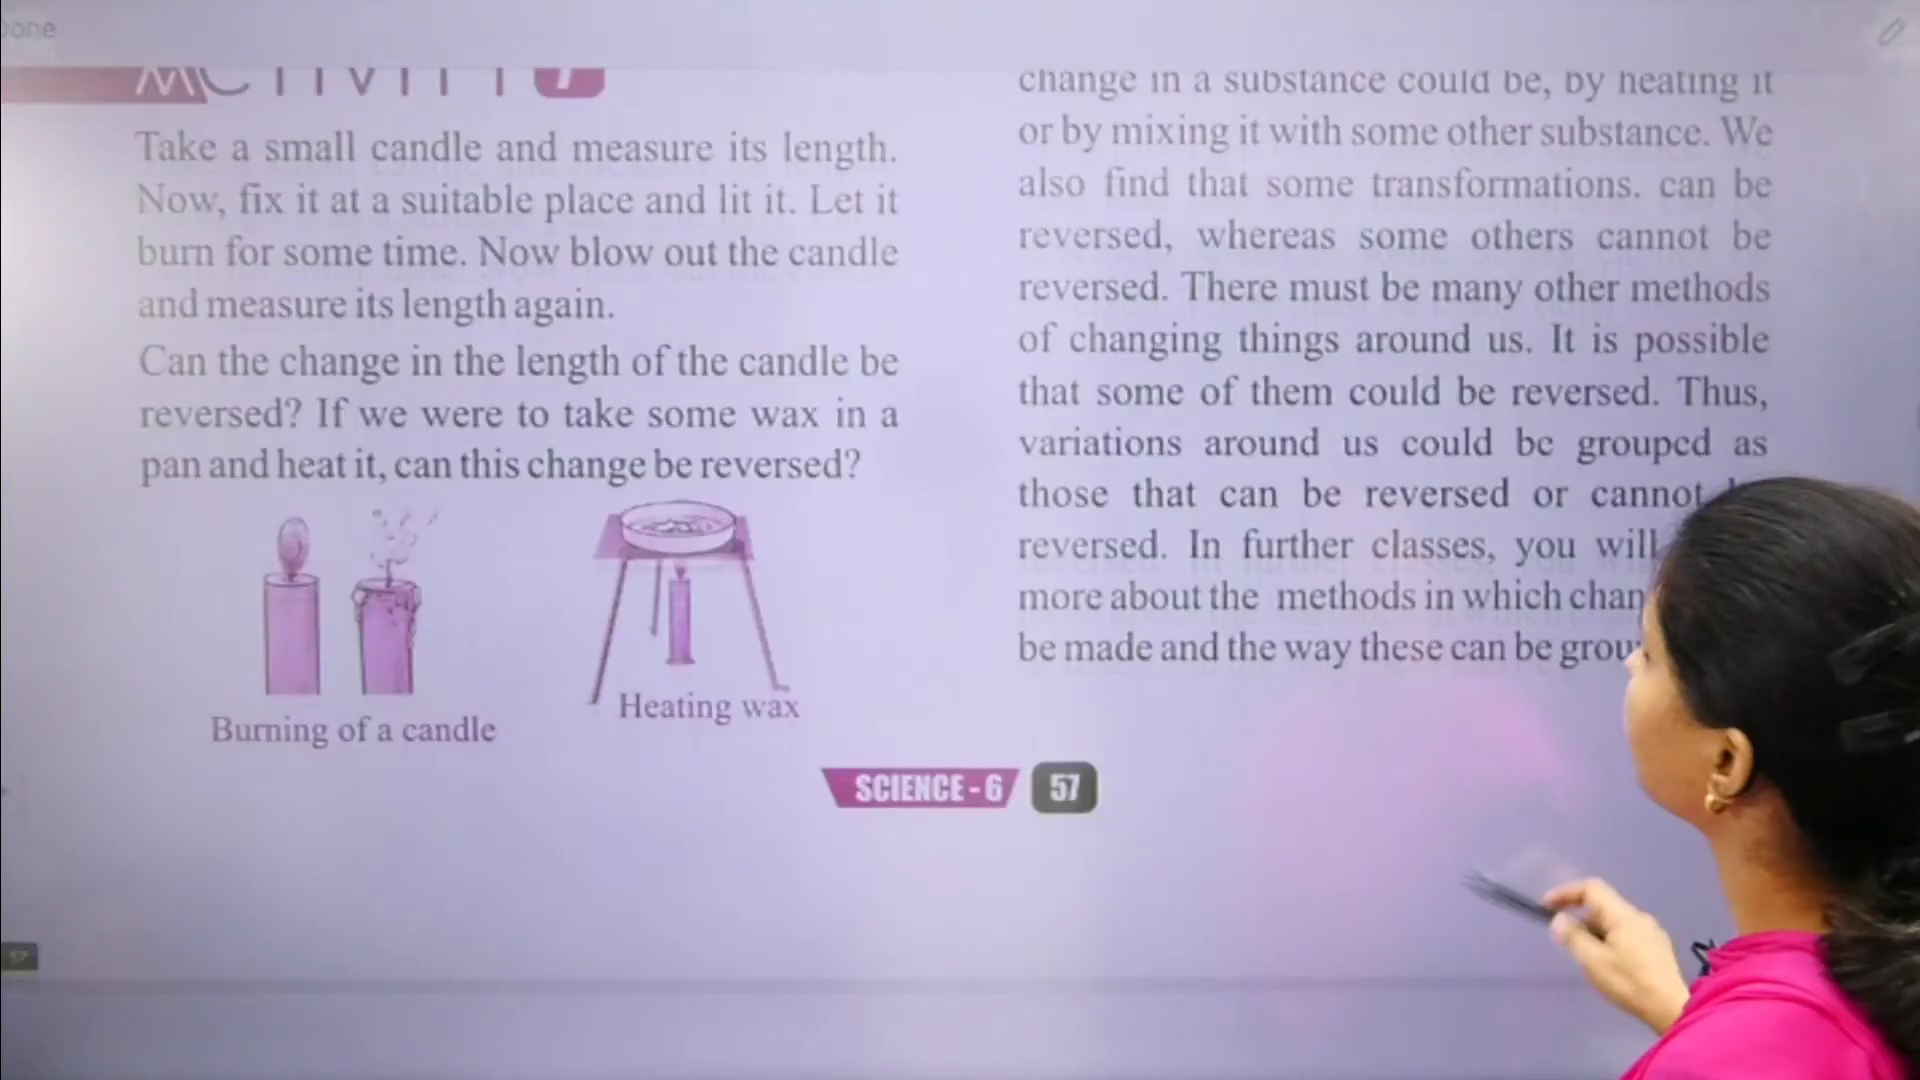 Done
ACTIVITY 7
Take a small candle and measure its length.
Now, fix it at a suitable place and lit it. Let it
burn for some time. Now blow out the candle
and measure its length again.
Can the change in the length of the candle be
reversed? If we were to take some wax in a
pan and heat it, can this change be reversed?
Burning of a candle
Heating wax
change in a substance could be, by heating it
or by mixing it with some other substance. We
also find that some transformations. can be
reversed, whereas some others cannot be
reversed. There must be many other methods
of changing things around us. It is possible
that some of them could be reversed. Thus,
variations around us could be grouped as
those that can be reversed or cannot
reversed. In further classes, you will
more about the methods in which chan
be made and the way these can be grou
SCIENCE - 6 57
57